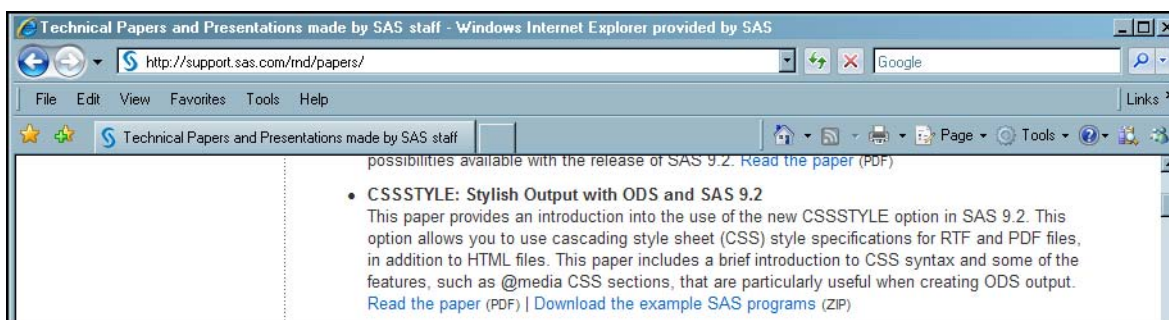 Technical Papers and Presentations made by SAS staff - Windows Internet Explorer provided by SAS
http://support.sas.com/rnd/papers/
Google
File Edit View Favorites Tools Help
Links
Technical Papers and Presentations made by SAS staff
Page Tools
possibilities available with the release of SAS 9.2. Read the paper (PDF)
• CSSSTYLE: Stylish Output with ODS and SAS 9.2
This paper provides an introduction into the use of the new CSSSTYLE option in SAS 9.2. This
option allows you to use cascading style sheet (CSS) style specifications for RTF and PDF files,
in addition to HTML files. This paper includes a brief introduction to CSS syntax and some of the
features, such as @media CSS sections, that are particularly useful when creating ODS output.
Read the paper (PDF) | Download the example SAS programs (ZIP)